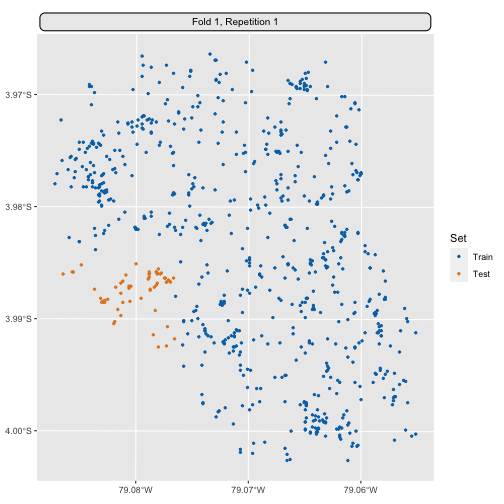 Fold 1, Repetition 1
3.97°S
3.98°S
3.99°S
4.00°S
79.08°W
79.07°W
79.06°W
Set
Train
Test